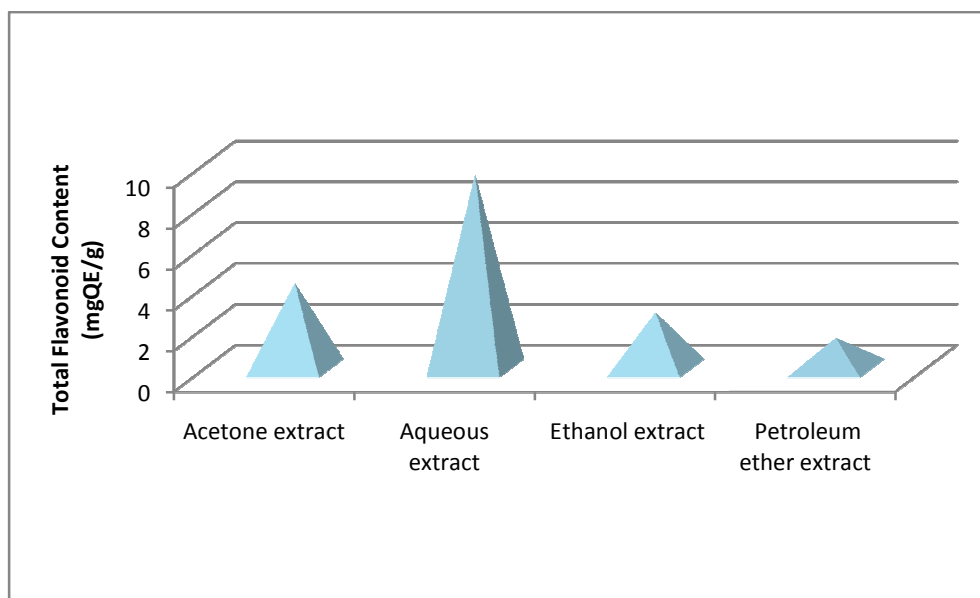 Total Flavonoid Content
(mgQE/g)
10
8
6
4
2
0
Acetone extract
Aqueous
extract
Ethanol extract
Petroleum
ether extract